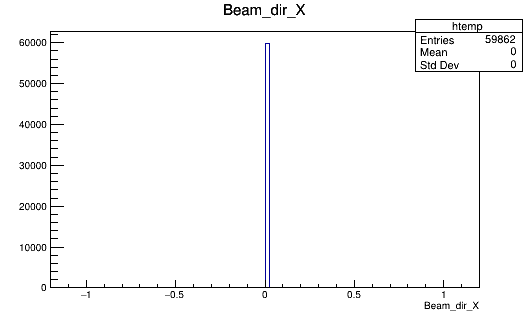 Beam_dir_X
htemp
Entries 59862
Mean 0
Std Dev 0
60000
50000
40000
30000
20000
10000
0
−1 −0.5 0 0.5 1
Beam_dir_X